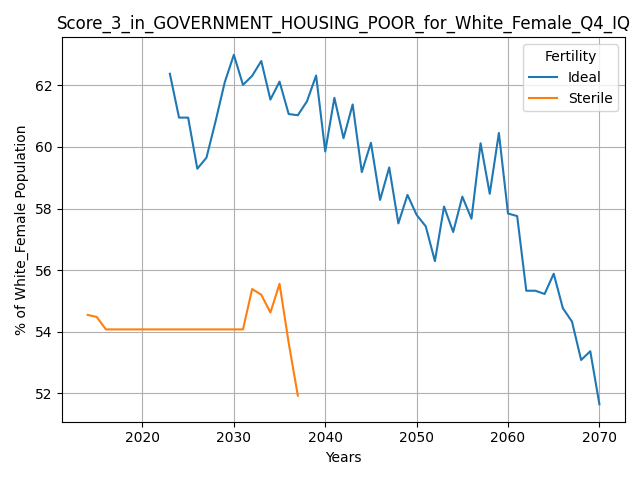 Score_3_in_GOVERNMENT_HOUSING_POOR_for_White_Female_Q4_IQ
Fertility
Ideal
Sterile
% of White_Female Population
62
60
58
56
54
52
2020 2030 2040 2050 2060 2070
Years